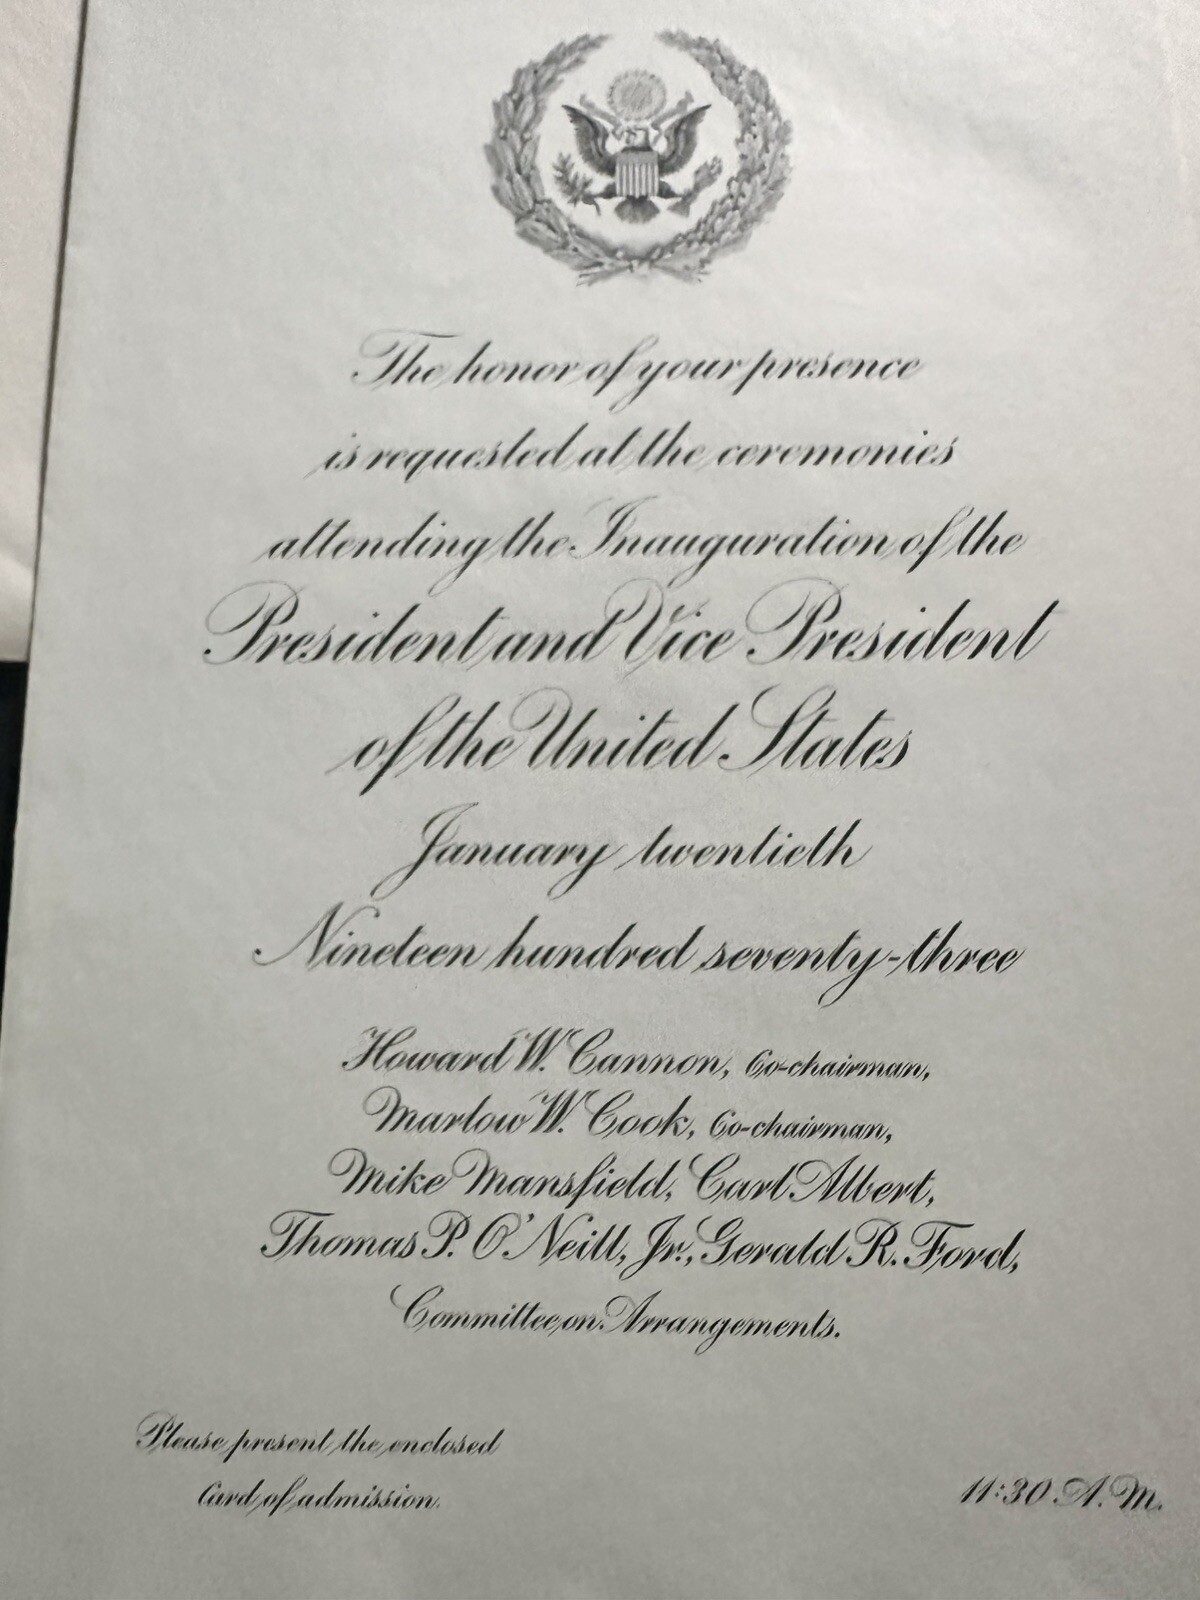 The honor of your presence
is requested at the ceremonies
attending the Inauguration of the
President and Vice President
of the United States
January twentieth
Nineteen hundred seventy-three
Howard W. Cannon, Co-chairman,
Marlow W. Cook, Co-chairman,
Mike Mansfield, Carl Albert,
Thomas P. O'Neill, Jr., Gerald R. Ford,
Committee on Arrangements.
Please present the enclosed
Card of admission.
11:30 A.M.